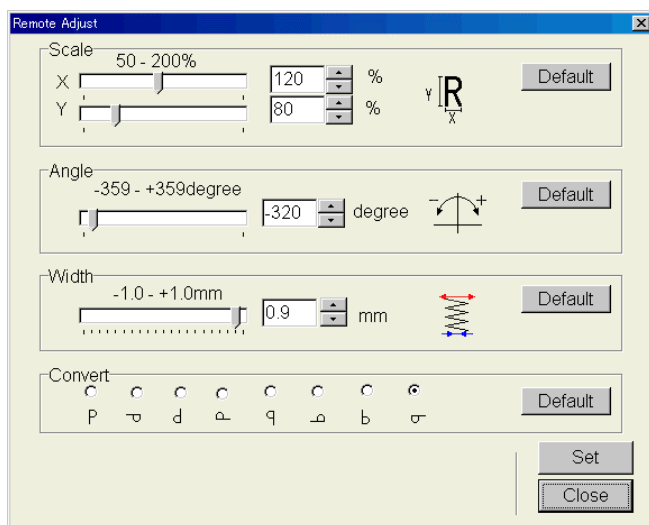 Remote Adjust
Scale
50 - 200%
X 120 % Default
Y 80 %
Y R
X
Angle
-359 - +359degree
-320 degree - + Default
Width
-1.0 - +1.0mm
0.9 mm Default
Convert
P d q b Default
Set
Close